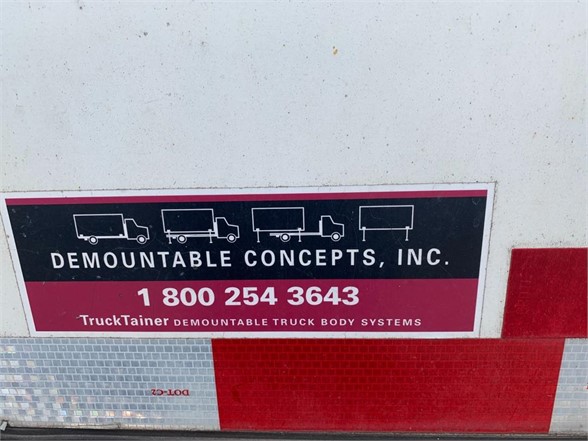 DEMOUNTABLE CONCEPTS, INC.
1 800 254 3643
TruckTainer DEMOUNTABLE TRUCK BODY SYSTEMS
DOT-C2